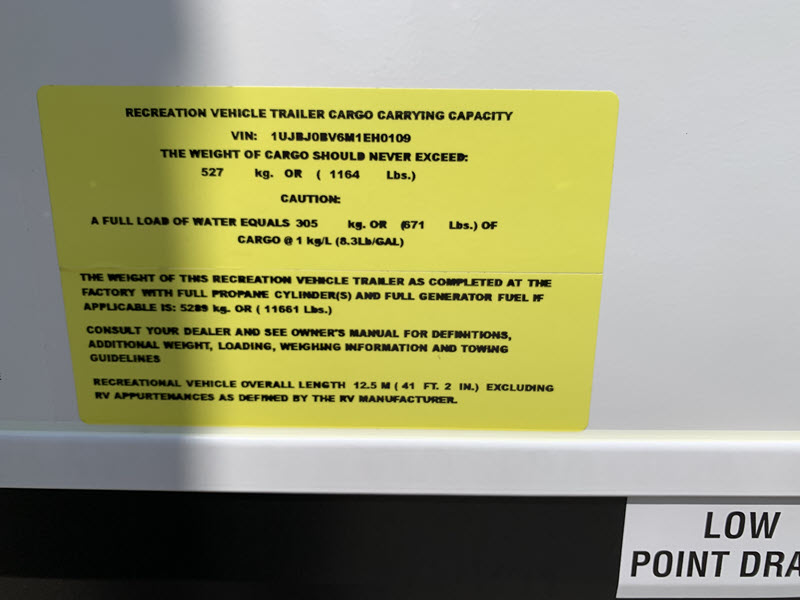 RECREATION VEHICLE TRAILER CARGO CARRYING CAPACITY
VIN: 1UJBJ0BV6M1EH0109
THE WEIGHT OF CARGO SHOULD NEVER EXCEED:
527 kg. OR ( 1164 Lbs.)
CAUTION:
A FULL LOAD OF WATER EQUALS 305 kg. OR (671 Lbs.) OF
CARGO @ 1 kg/L (8.3Lb/GAL)
THE WEIGHT OF THIS RECREATION VEHICLE TRAILER AS COMPLETED AT THE
FACTORY WITH FULL PROPANE CYLINDER(S) AND FULL GENERATOR FUEL IF
APPLICABLE IS: 5289 kg. OR ( 11661 Lbs.)
CONSULT YOUR DEALER AND SEE OWNER'S MANUAL FOR DEFINITIONS,
ADDITIONAL WEIGHT, LOADING, WEIGHING INFORMATION AND TOWING
GUIDELINES
RECREATIONAL VEHICLE OVERALL LENGTH 12.5 M ( 41 FT. 2 IN.) EXCLUDING
RV APPURTENANCES AS DEFINED BY THE RV MANUFACTURER.
LOW
POINT DRA